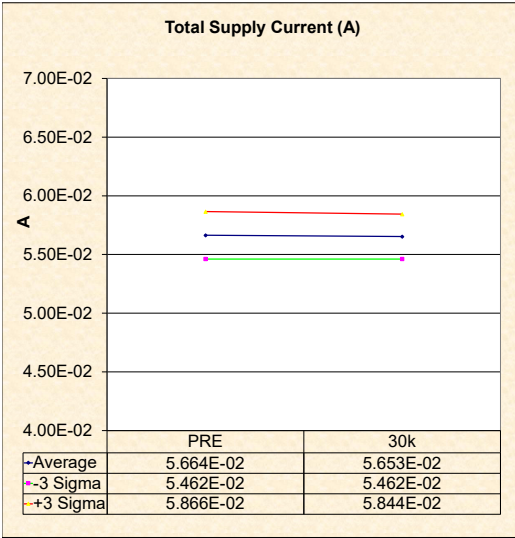 Total Supply Current (A)
7.00E-02
6.50E-02
6.00E-02
5.50E-02
5.00E-02
4.50E-02
4.00E-02
A
PRE 30k
Average 5.664E-02 5.653E-02
-3 Sigma 5.462E-02 5.462E-02
+3 Sigma 5.866E-02 5.844E-02